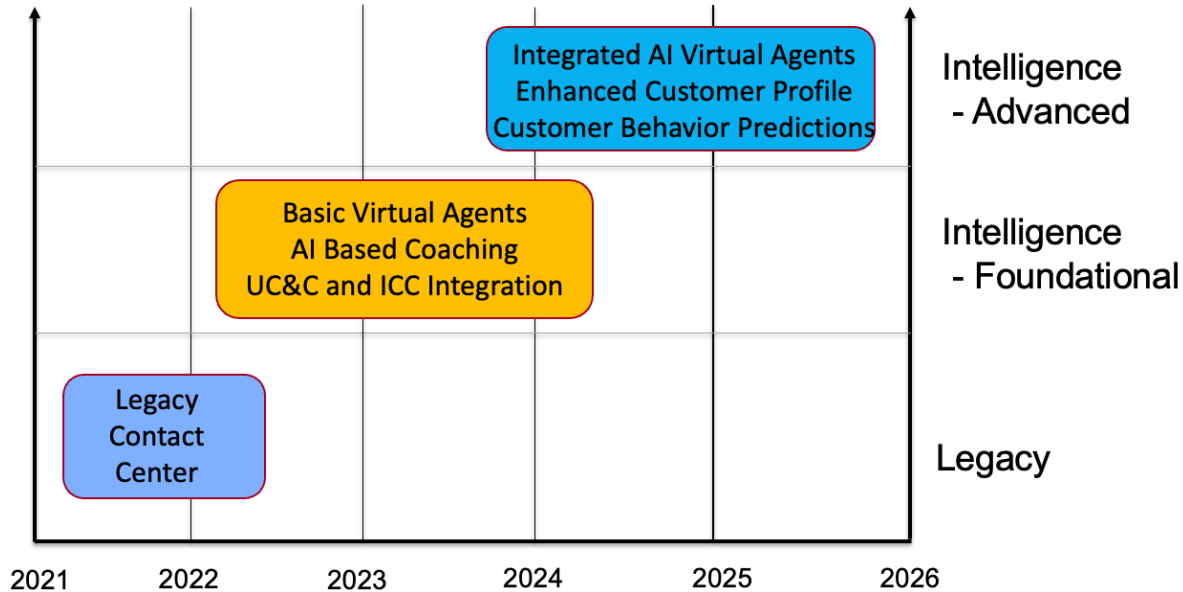 Integrated AI Virtual Agents
Enhanced Customer Profile
Customer Behavior Predictions
Intelligence
- Advanced
Basic Virtual Agents
AI Based Coaching
UC&C and ICC Integration
Intelligence
- Foundational
Legacy
Contact
Center
Legacy
2021 2022 2023 2024 2025 2026